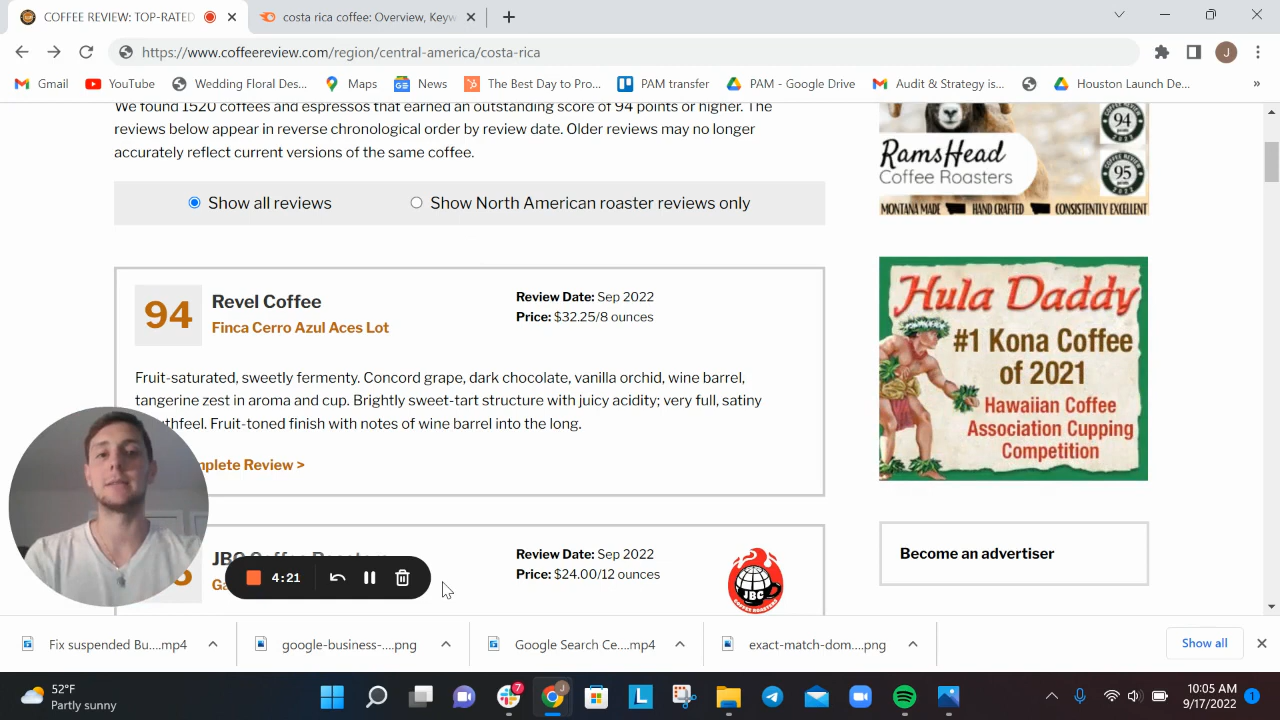 COFFEE REVIEW: TOP-RATED
costa rica coffee: Overview, Keyw
https://www.coffeereview.com/region/central-america/costa-rica
J
Gmail
YouTube
Wedding Floral Des...
Maps
News
The Best Day to Pro...
PAM transfer
PAM - Google Drive
Audit & Strategy is...
Houston Launch De...
»
We found 1520 coffees and espressos that earned an outstanding score of 94 points or higher. The
reviews below appear in reverse chronological order by review date. Older reviews may no longer
accurately reflect current versions of the same coffee.
Show all reviews
Show North American roaster reviews only
94
Revel Coffee
Finca Cerro Azul Aces Lot
Review Date: Sep 2022
Price: $32.25/8 ounces
Fruit-saturated, sweetly fermenty. Concord grape, dark chocolate, vanilla orchid, wine barrel,
tangerine zest in aroma and cup. Brightly sweet-tart structure with juicy acidity; very full, satiny
thfeel. Fruit-toned finish with notes of wine barrel into the long.
mplete Review >
JBC Coffee Roasters
Review Date: Sep 2022
Price: $24.00/12 ounces
JBC
COFFEE ROASTERS
4:21
94
95
RamsHead
Coffee Roasters
MONTANA MADE
HAND CRAFTED
CONSISTENTLY EXCELLENT
Hula Daddy
#1 Kona Coffee
of 2021
Hawaiian Coffee
Association Cupping
Competition
Become an advertiser
Fix suspended Bu....mp4
google-business-....png
Google Search Ce....mp4
exact-match-dom....png
Show all
52°F
Partly sunny
J
7
L
10:05 AM
9/17/2022
1